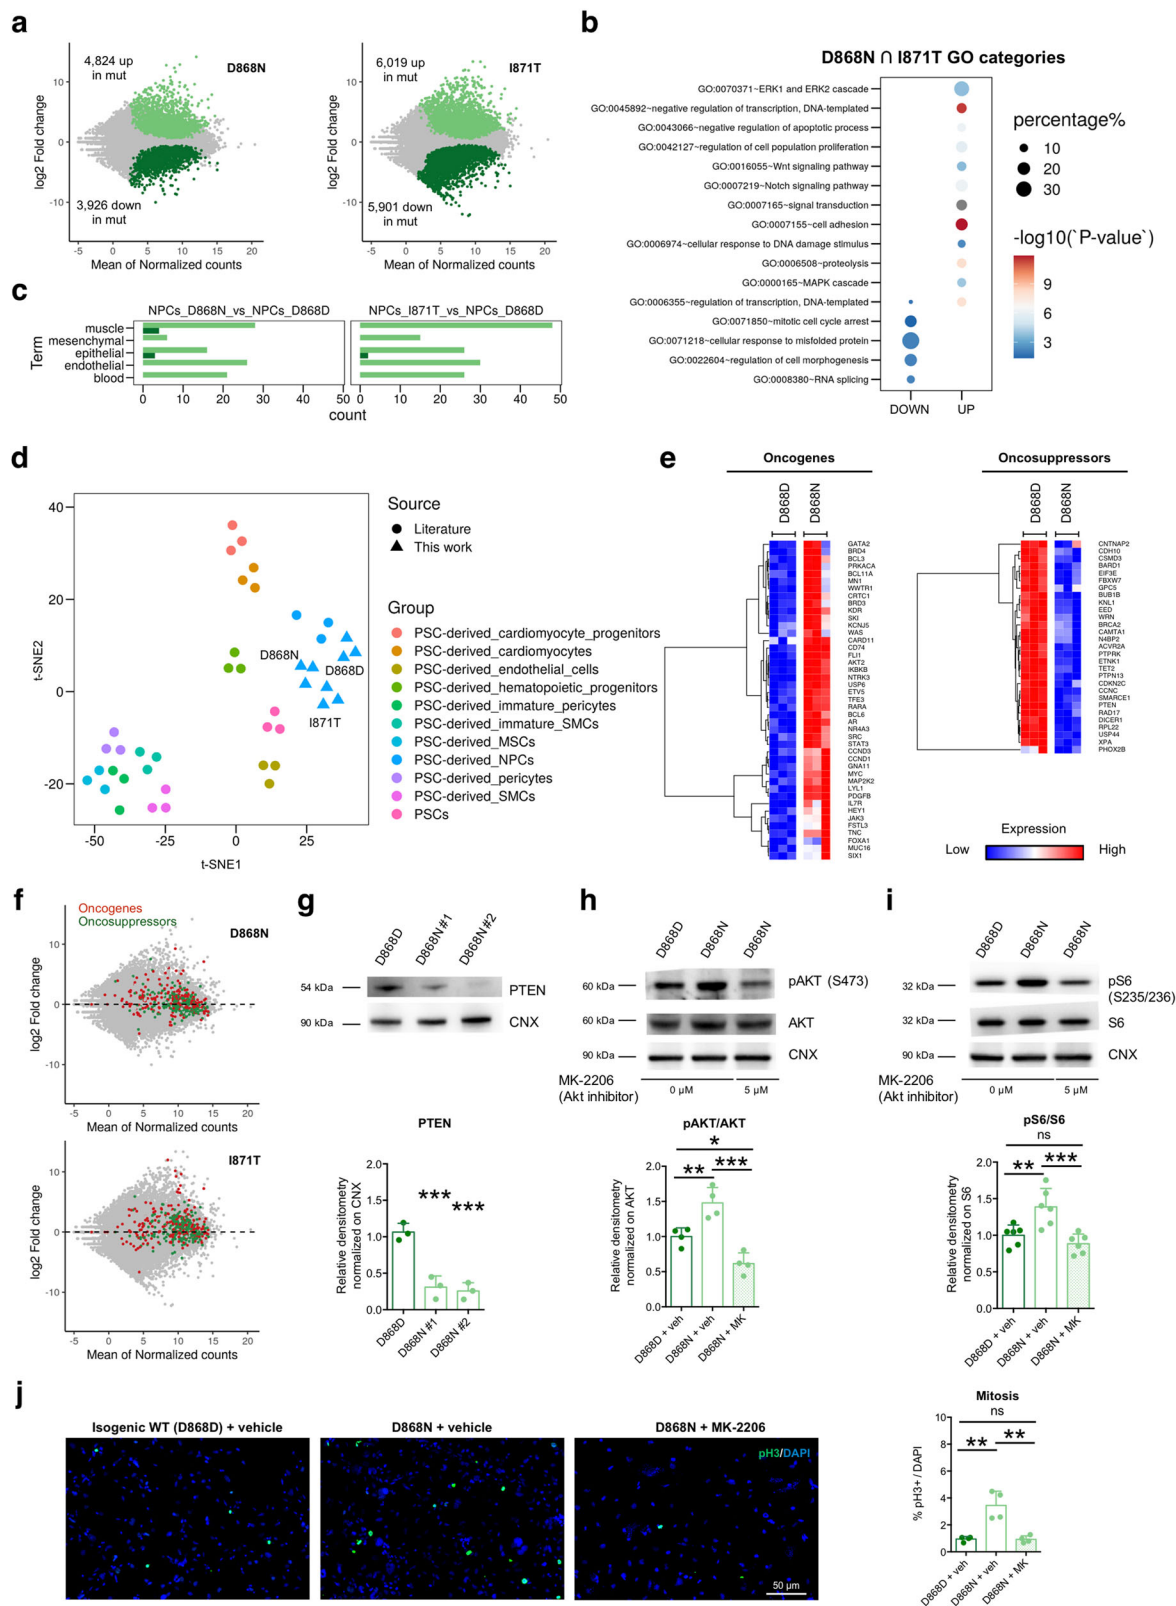 a
4,824 up
in mut
D868N
3,926 down
in mut
log2 Fold change
10
0
-10
-5 0 5 10 15 20
Mean of Normalized counts
6,019 up
in mut
I871T
5,901 down
in mut
log2 Fold change
10
0
-10
-5 0 5 10 15 20
Mean of Normalized counts
b
D868N ∩ I871T GO categories
GO:0070371~ERK1 and ERK2 cascade
GO:0045892~negative regulation of transcription, DNA-templated
GO:0043066~negative regulation of apoptotic process
GO:0042127~regulation of cell population proliferation
GO:0016055~Wnt signaling pathway
GO:0007219~Notch signaling pathway
GO:0007165~signal transduction
GO:0007155~cell adhesion
GO:0006974~cellular response to DNA damage stimulus
GO:0006508~proteolysis
GO:0000165~MAPK cascade
GO:0006355~regulation of transcription, DNA-templated
GO:0071850~mitotic cell cycle arrest
GO:0071218~cellular response to misfolded protein
GO:0022604~regulation of cell morphogenesis
GO:0008380~RNA splicing
DOWN UP
percentage%
10
20
30
-log10(`P-value`)
9
6
3
c
NPCs_D868N_vs_NPCs_D868D
NPCs_I871T_vs_NPCs_D868D
Term
muscle
mesenchymal
epithelial
endothelial
blood
0 10 20 30 40 50
0 10 20 30 40 50
count
d
t-SNE2
40
20
0
-20
-50 -25 0 25
t-SNE1
D868N
D868D
I871T
Source
Literature
This work
Group
PSC-derived_cardiomyocyte_progenitors
PSC-derived_cardiomyocytes
PSC-derived_endothelial_cells
PSC-derived_hematopoietic_progenitors
PSC-derived_immature_pericytes
PSC-derived_immature_SMCs
PSC-derived_MSCs
PSC-derived_NPCs
PSC-derived_pericytes
PSC-derived_SMCs
PSCs
e
Oncogenes
D868D
D868N
GATA2
BRD4
BCL3
PRKACA
BCL11A
MN1
WWTR1
CRTC1
BRD3
KDR
SKI
KCNJ5
WAS
CARD11
CD74
FLI1
AKT2
IKBKB
NTRK3
USP6
ETV5
TFE3
RARA
BCL6
AR
NR4A3
SRC
STAT3
CCND3
CCND1
GNA11
MYC
MAP2K2
LYL1
PDGFB
IL7R
HEY1
JAK3
FSTL3
TNC
FOXA1
MUC16
SIX1
Oncosuppressors
D868D
D868N
CNTNAP2
CDH10
CSMD3
BARD1
EIF3E
FBXW7
GPC5
BUB1B
KNL1
EED
WRN
BRCA2
CAMTA1
N4BP2
ACVR2A
PTPRK
ETNK1
TET2
PTPN13
CDKN2C
CCNC
SMARCE1
PTEN
RAD17
DICER1
RPL22
USP44
XPA
PHOX2B
Expression
Low High
f
Oncogenes
Oncosuppressors
D868N
log2 Fold change
10
0
-10
-5 0 5 10 15 20
Mean of Normalized counts
I871T
log2 Fold change
10
0
-10
-5 0 5 10 15 20
Mean of Normalized counts
g
D868D
D868N#1
D868N#2
54 kDa
PTEN
90 kDa
CNX
PTEN
Relative densitometry
normalized on CNX
2.0
1.5
1.0
0.5
0.0
***
***
D868D
D868N #1
D868N #2
h
D868D
D868N
D868N
60 kDa
pAKT (S473)
60 kDa
AKT
90 kDa
CNX
MK-2206
(Akt inhibitor)
0 µM 5 µM
pAKT/AKT
*
** ***
Relative densitometry
normalized on AKT
2.0
1.5
1.0
0.5
0.0
D868D + veh
D868N + veh
D868N + MK
i
D868D
D868N
D868N
32 kDa
pS6
(S235/236)
32 kDa
S6
90 kDa
CNX
MK-2206
(Akt inhibitor)
0 µM 5 µM
pS6/S6
ns
** ***
Relative densitometry
normalized on S6
2.0
1.5
1.0
0.5
0.0
D868D + veh
D868N + veh
D868N + MK
j
Isogenic WT (D868D) + vehicle
D868N + vehicle
D868N + MK-2206
pH3/DAPI
50 µm
Mitosis
ns
** **
% pH3+ / DAPI
10
8
6
4
2
0
D868D + veh
D868N + veh
D868N + MK